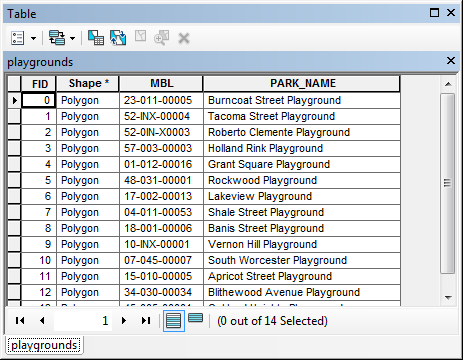 Table
playgrounds
FID Shape * MBL PARK_NAME
0 Polygon 23-011-00005 Burncoat Street Playground
1 Polygon 52-INX-00004 Tacoma Street Playground
2 Polygon 52-0IN-X0003 Roberto Clemente Playground
3 Polygon 57-003-00003 Holland Rink Playground
4 Polygon 01-012-00016 Grant Square Playground
5 Polygon 48-031-00001 Rockwood Playground
6 Polygon 17-002-00013 Lakeview Playground
7 Polygon 04-011-00053 Shale Street Playground
8 Polygon 18-001-00006 Banis Street Playground
9 Polygon 10-INX-00001 Vernon Hill Playground
10 Polygon 07-045-00007 South Worcester Playground
11 Polygon 15-010-00005 Apricot Street Playground
12 Polygon 34-030-00034 Blithewood Avenue Playground
1 (0 out of 14 Selected)
playgrounds